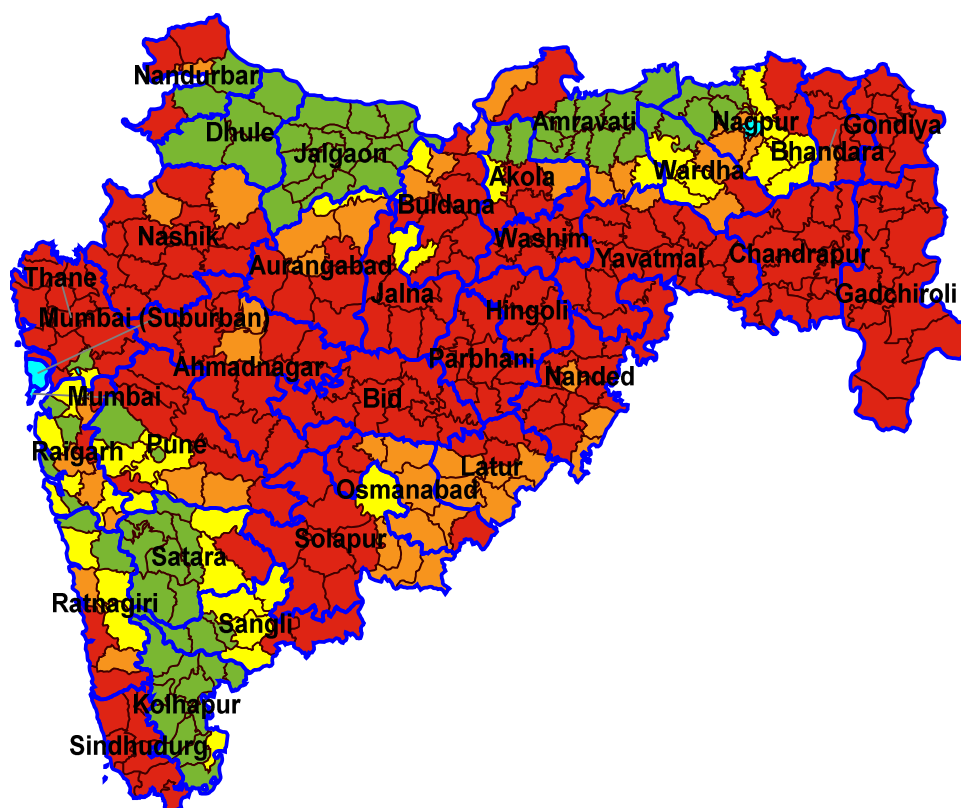 Nandurbar
Dhule
Jalgaon
Amravati
Nagpur
Gondiya
Bhandara
Wardha
Akola
Buldana
Nashik
Washim
Yavatmal
Chandrapur
Aurangabad
Thane
Jalna
Gadchiroli
Hingoli
Mumbai (Suburban)
Parbhani
Ahmadnagar
Nanded
Mumbai
Bid
Pune
Raigarh
Latur
Osmanabad
Solapur
Satara
Ratnagiri
Sangli
Kolhapur
Sindhudurg